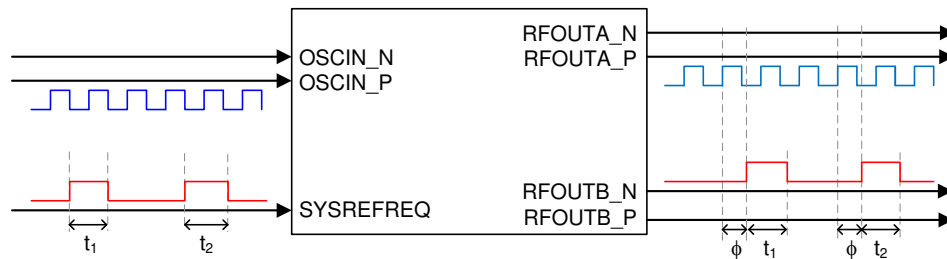 RFOUTA_N
OSCIN_N
RFOUTA_P
OSCIN_P
RFOUTB_N
SYSREFREQ
RFOUTB_P
t1 t2 ϕ t1 ϕ t2